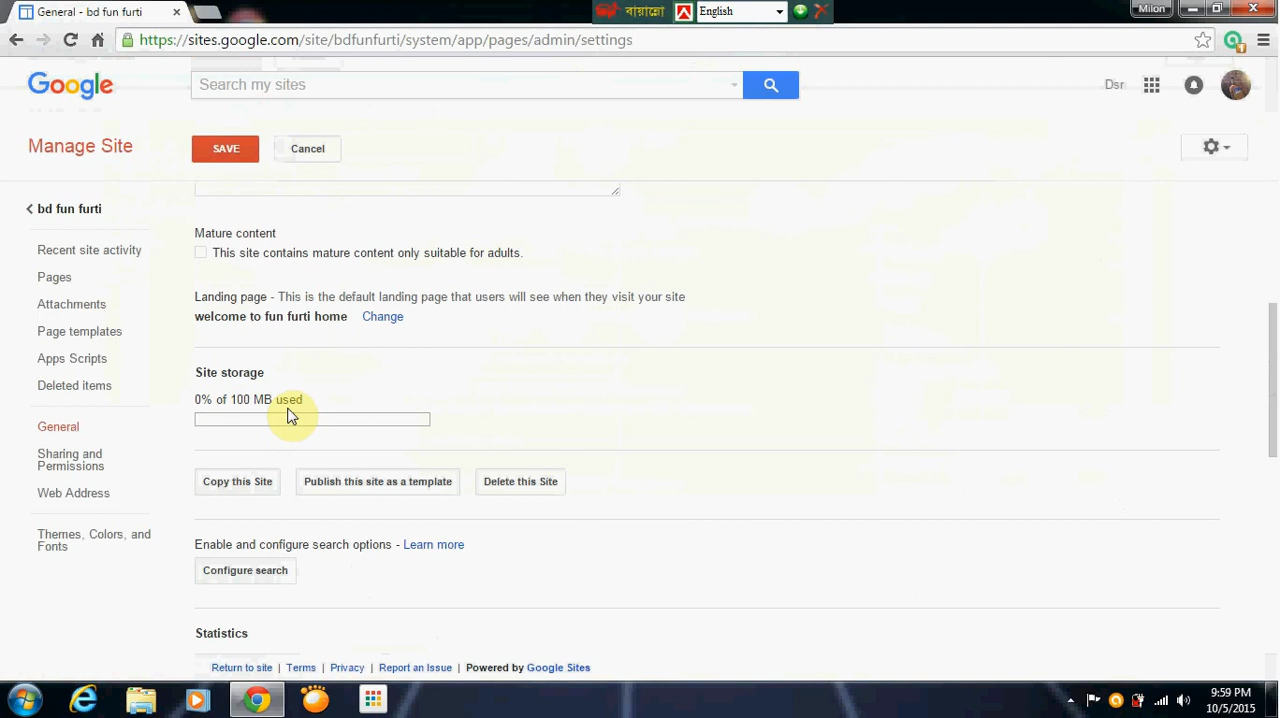 General - bd fun furti
বায়ান্নো
English
Milon
https://sites.google.com/site/bdfunfurti/system/app/pages/admin/settings
Google
Search my sites
Dsr
Manage Site
SAVE
Cancel
bd fun furti
Recent site activity
Pages
Attachments
Page templates
Apps Scripts
Deleted items
General
Sharing and
Permissions
Web Address
Themes, Colors, and
Fonts
Mature content
This site contains mature content only suitable for adults.
Landing page - This is the default landing page that users will see when they visit your site
welcome to fun furti home Change
Site storage
0% of 100 MB used
Copy this Site
Publish this site as a template
Delete this Site
Enable and configure search options - Learn more
Configure search
Statistics
Return to site | Terms | Privacy | Report an Issue | Powered by Google Sites
9:59 PM
10/5/2015